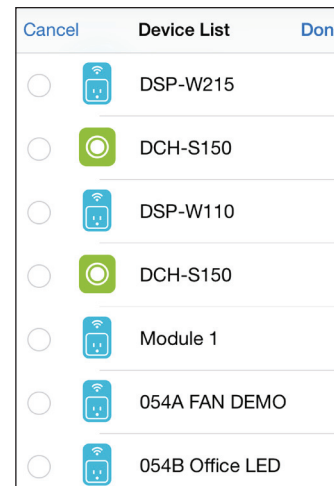 Cancel Device List Don
DSP-W215
DCH-S150
DSP-W110
DCH-S150
Module 1
054A FAN DEMO
054B Office LED